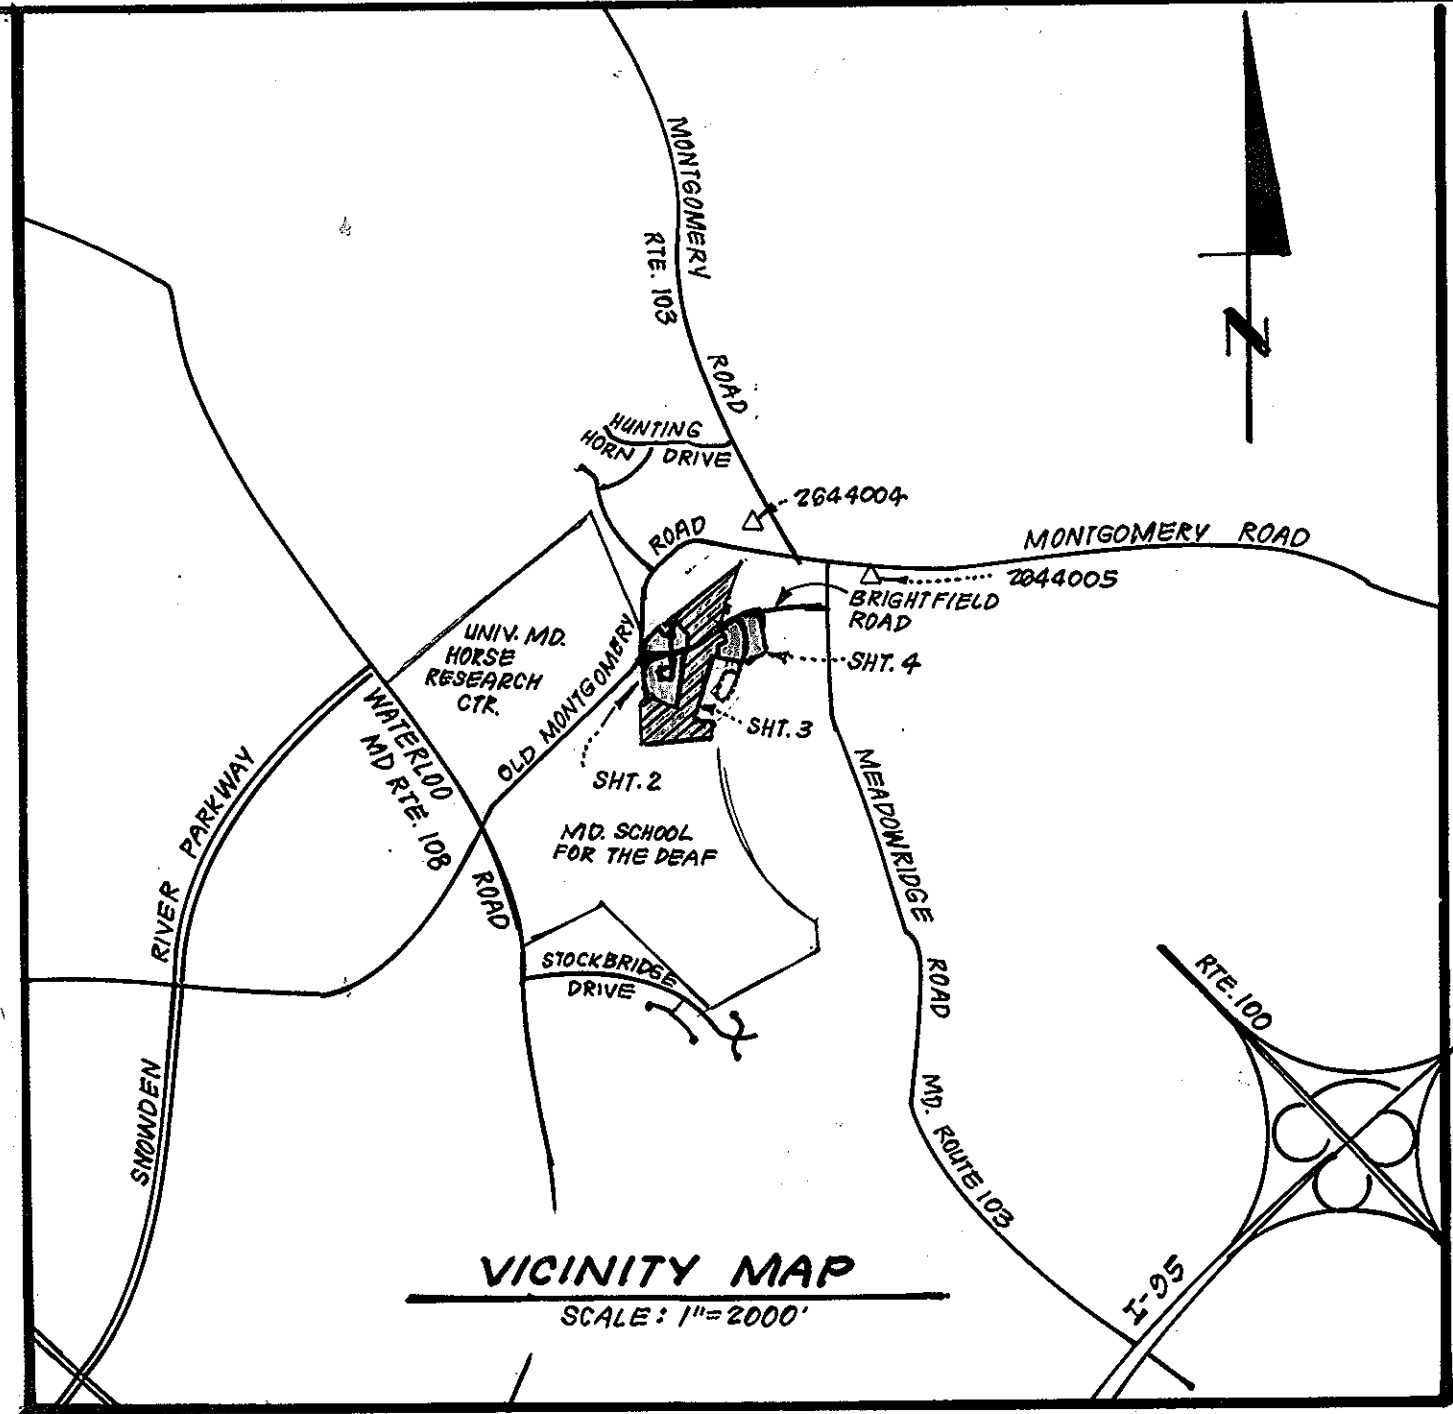 MONTGOMERY
RTE. 103
ROAD
HUNTING
HORN DRIVE
2644004
ROAD
MONTGOMERY ROAD
2644005
BRIGHTFIELD
ROAD
UNIV. MD.
HORSE
RESEARCH
CTR.
OLD MONTGOMERY
SHT. 4
SHT. 3
SHT. 2
WATERLOO
MD RTE. 108
ROAD
MD. SCHOOL
FOR THE DEAF
SNOWDEN RIVER PARKWAY
STOCKBRIDGE
DRIVE
MEADOWRIDGE ROAD
MD. ROUTE 103
RTE. 100
I-95
N
VICINITY MAP
SCALE: 1"=2000'